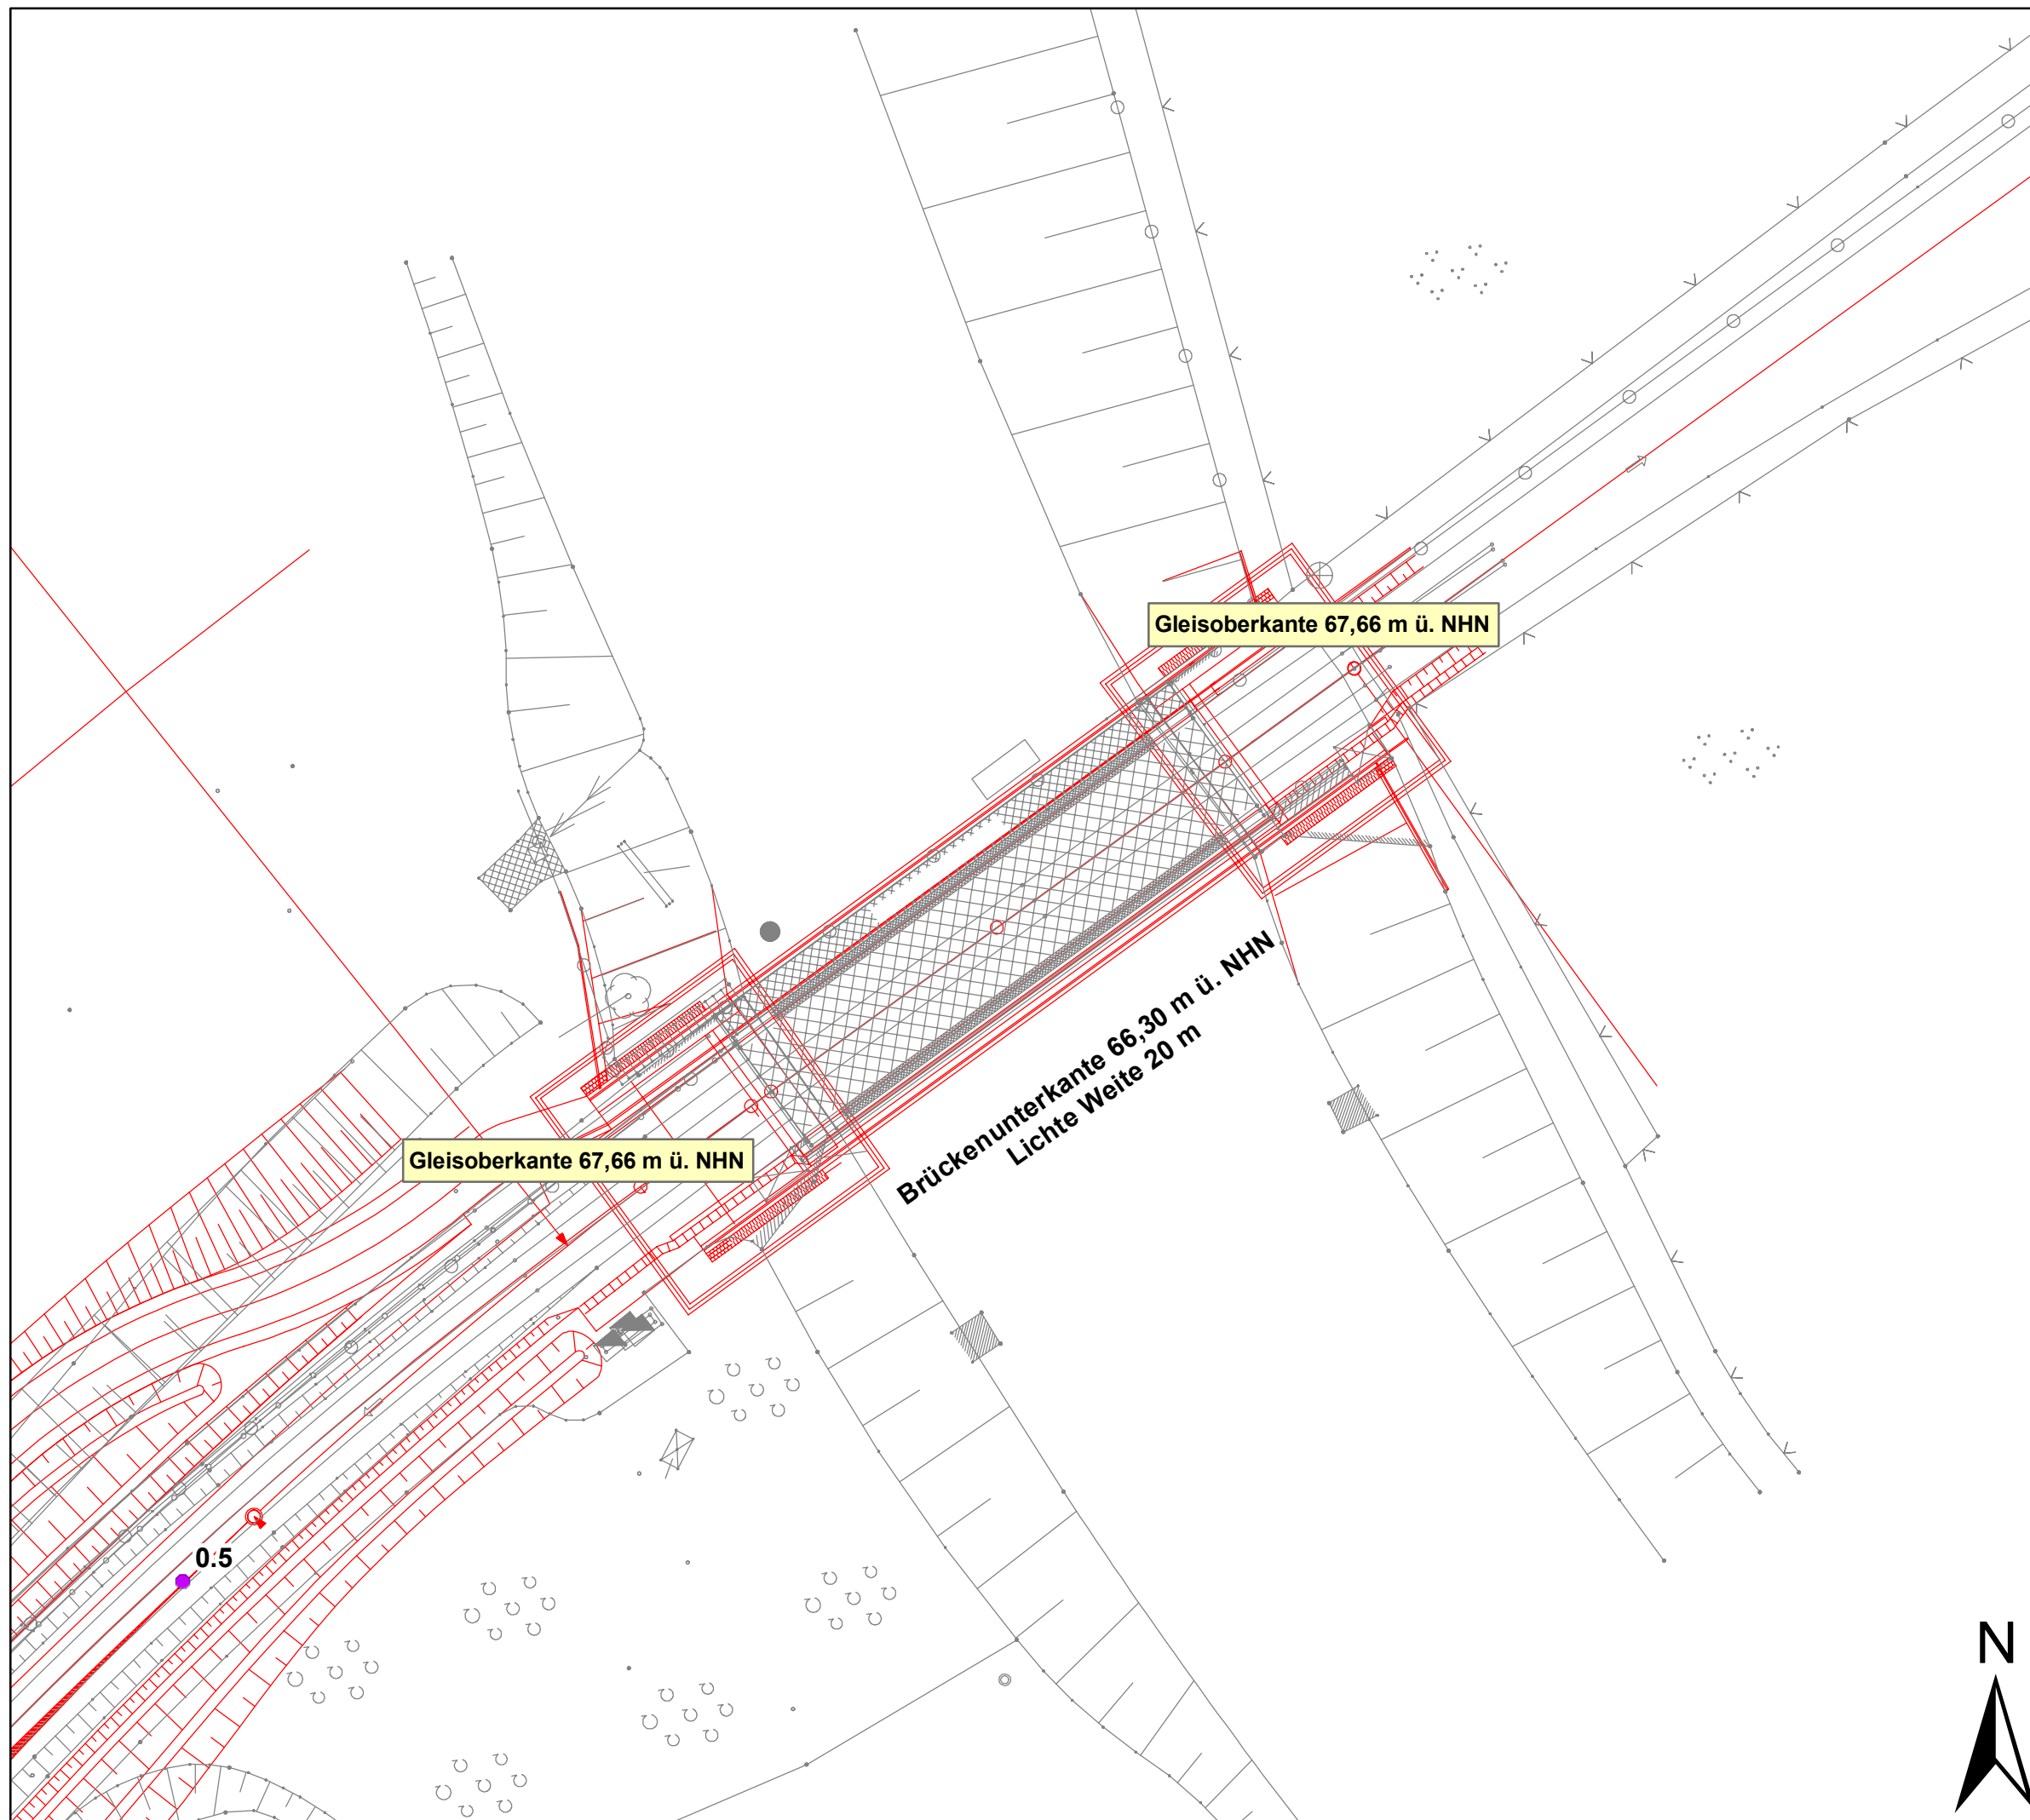 Gleisoberkante 67,66 m ü. NHN
Brückenunterkante 66,30 m ü. NHN
Lichte Weite 20 m
Gleisoberkante 67,66 m ü. NHN
0.5
N